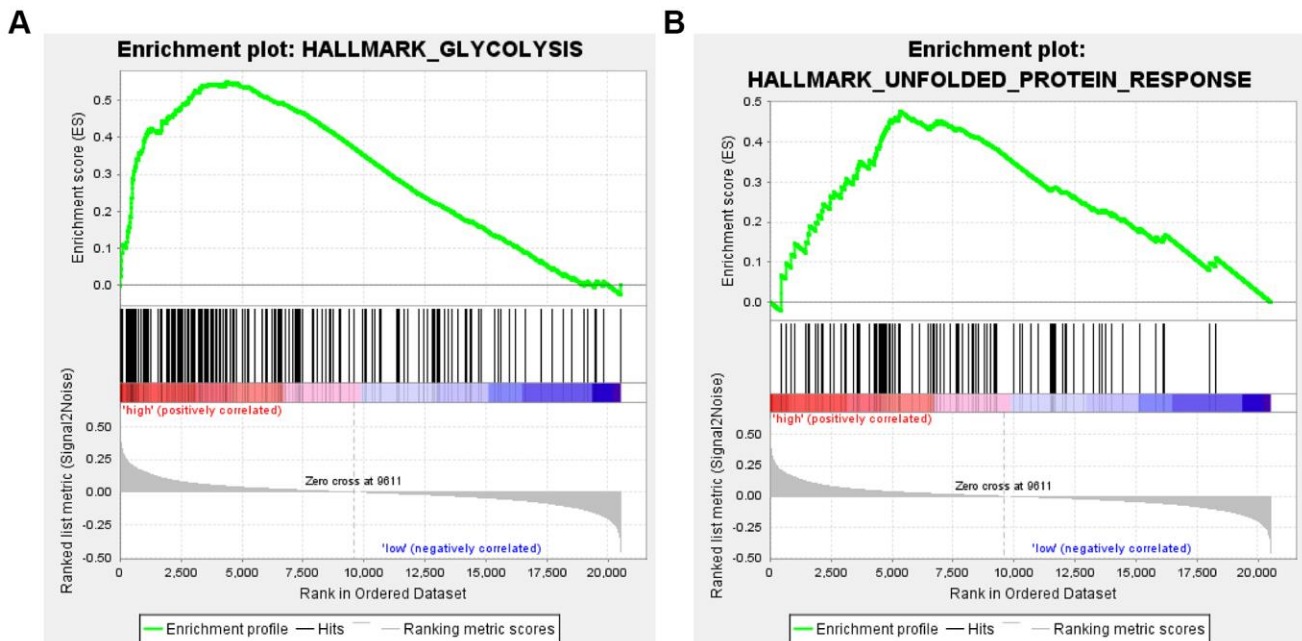 A
Enrichment plot: HALLMARK_GLYCOLYSIS
Enrichment score (ES)
0.5
0.4
0.3
0.2
0.1
0.0
'high' (positively correlated)
Ranked list metric (Signal2Noise)
0.50
0.25
0.00
-0.25
-0.50
Zero cross at 9611
'low' (negatively correlated)
0
2,500
5,000
7,500
10,000
12,500
15,000
17,500
20,000
Rank in Ordered Dataset
Enrichment profile
Hits
Ranking metric scores
B
Enrichment plot:
HALLMARK_UNFOLDED_PROTEIN_RESPONSE
Enrichment score (ES)
0.5
0.4
0.3
0.2
0.1
0.0
'high' (positively correlated)
Ranked list metric (Signal2Noise)
0.50
0.25
0.00
-0.25
-0.50
Zero cross at 9611
'low' (negatively correlated)
0
2,500
5,000
7,500
10,000
12,500
15,000
17,500
20,000
Rank in Ordered Dataset
Enrichment profile
Hits
Ranking metric scores